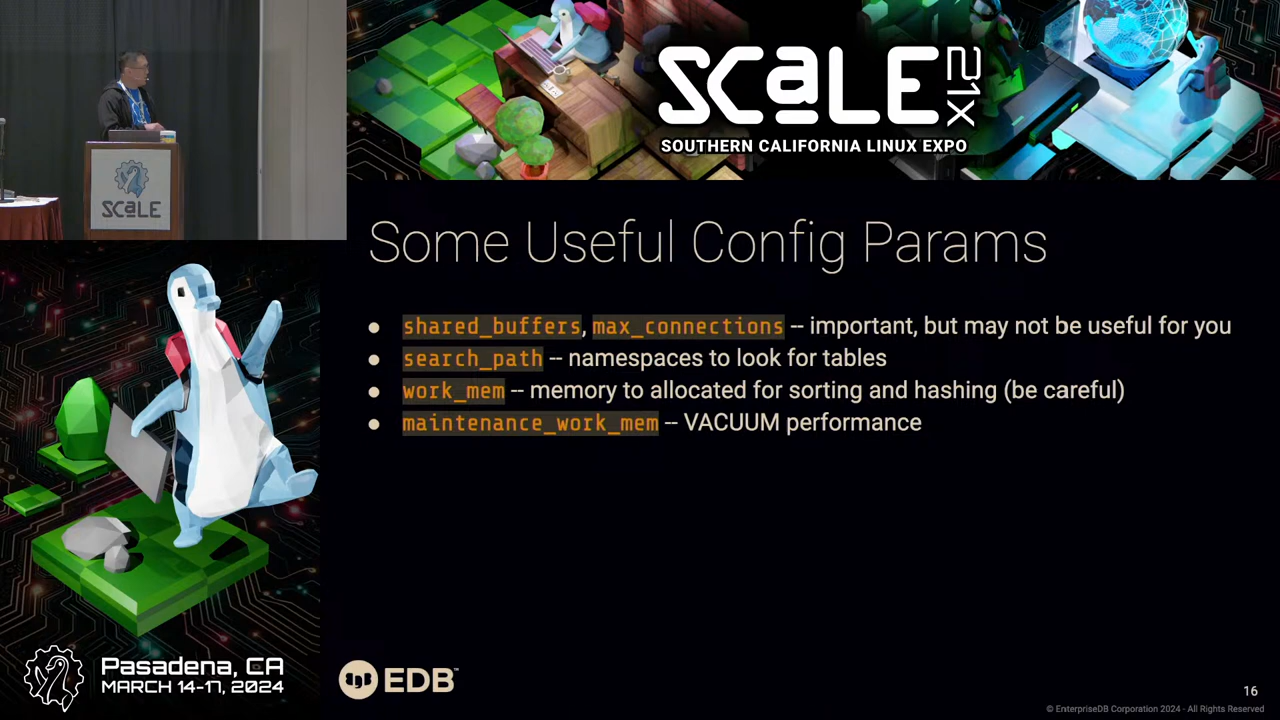 SCaLE 21X
SOUTHERN CALIFORNIA LINUX EXPO
SCaLE
Some Useful Config Params
● shared_buffers, max_connections -- important, but may not be useful for you
● search_path -- namespaces to look for tables
● work_mem -- memory to allocated for sorting and hashing (be careful)
● maintenance_work_mem -- VACUUM performance
Pasadena, CA
MARCH 14-17, 2024
EDB™
16
© EnterpriseDB Corporation 2024 - All Rights Reserved